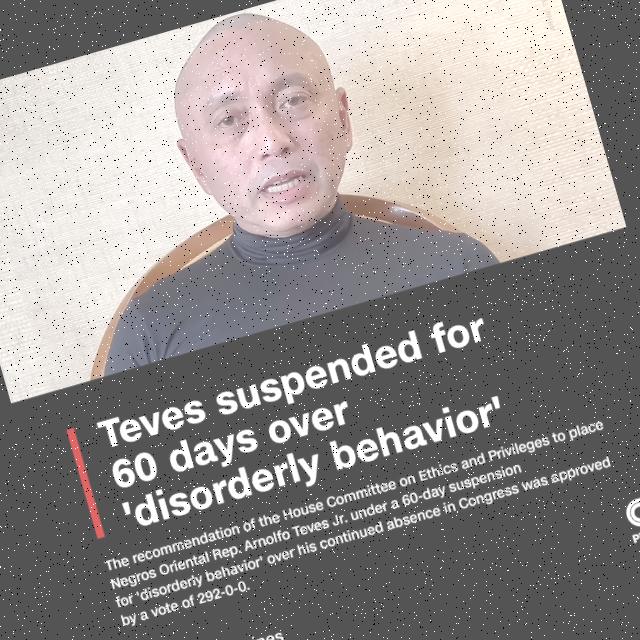 Teves suspended for
60 days over
'disorderly behavior'
The recommendation of the House Committee on Ethics and Privileges to place
Negros Oriental Rep. Arnolfo Teves Jr. under a 60-day suspension
for 'disorderly behavior' over his continued absence in Congress was approved
by a vote of 292-0-0.